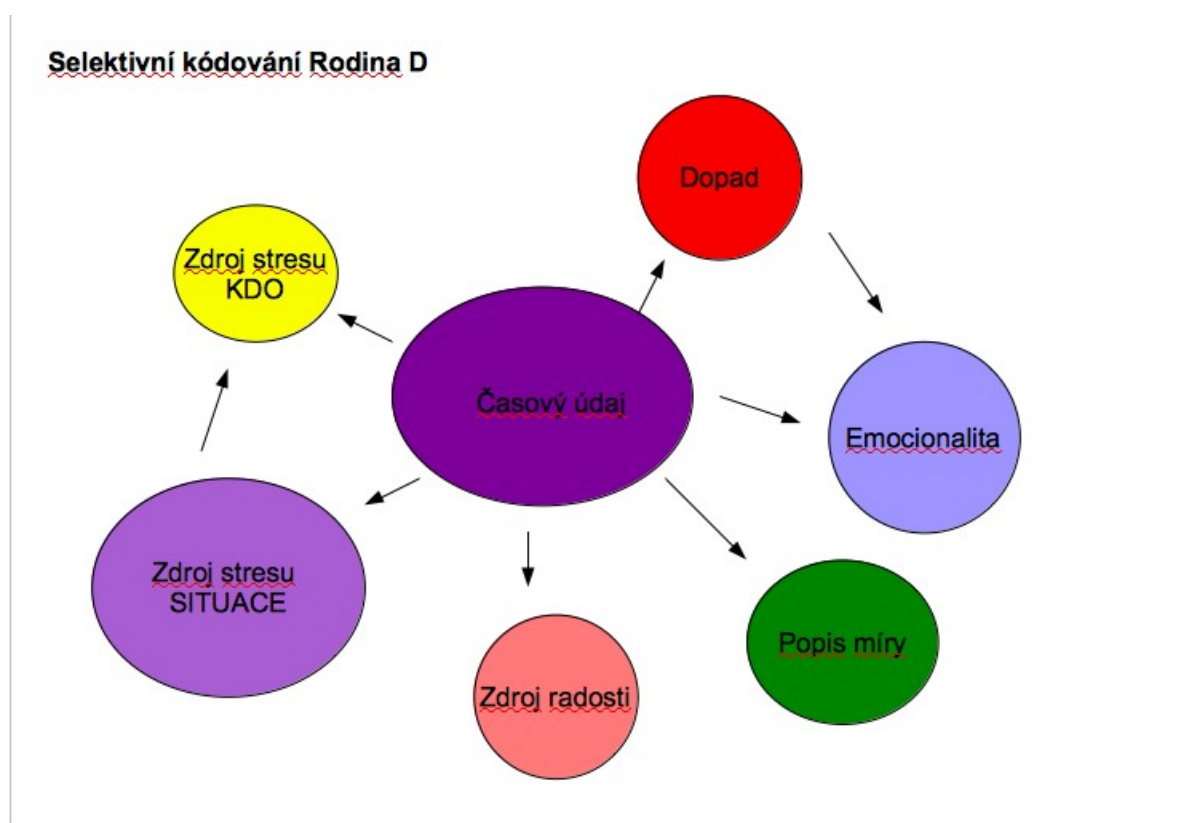 Selektivní kódování Rodina D
Dopad
Zdroj stresu
KDO
Časový údaj
Emocionalita
Zdroj stresu
SITUACE
Popis míry
Zdroj radosti